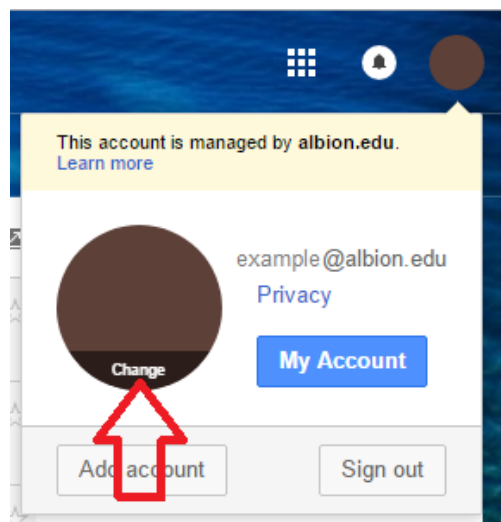 This account is managed by albion.edu.
Learn more
example@albion.edu
Privacy
Change
My Account
Add account
Sign out